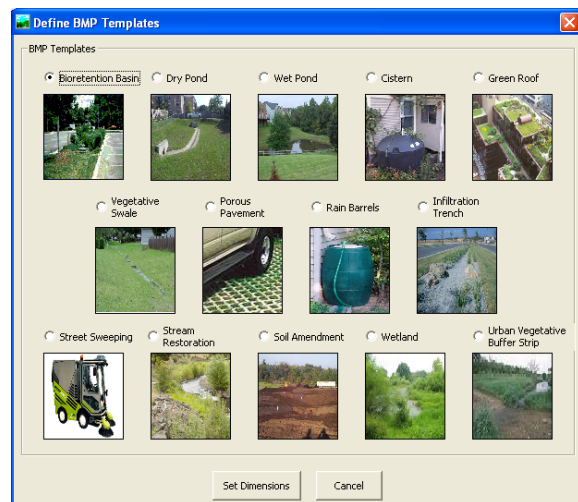 Define BMP Templates
BMP Templates
Bioretention Basin
Dry Pond
Wet Pond
Cistern
Green Roof
Vegetative
Swale
Porous
Pavement
Rain Barrels
Infiltration
Trench
Street Sweeping
Stream
Restoration
Soil Amendment
Wetland
Urban Vegetative
Buffer Strip
Set Dimensions
Cancel